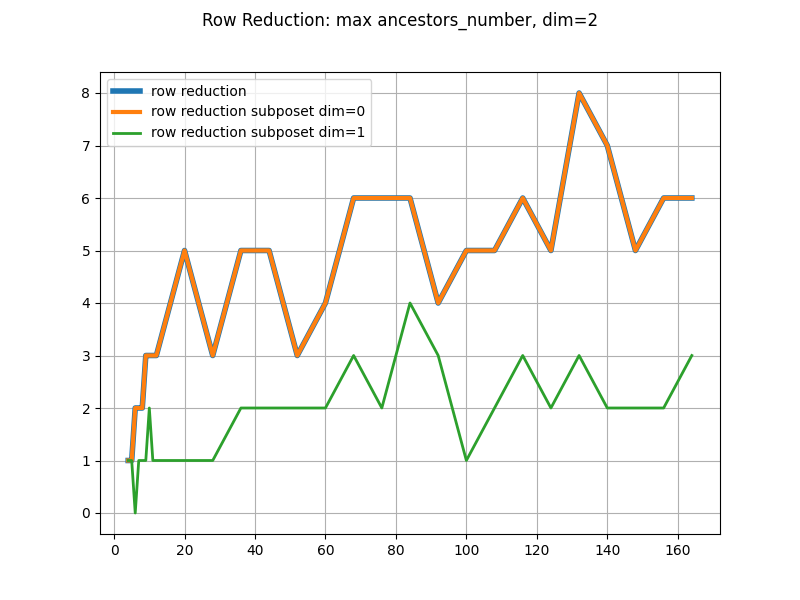 Row Reduction: max ancestors_number, dim=2
row reduction
row reduction subposet dim=0
row reduction subposet dim=1
8
7
6
5
4
3
2
1
0
0 20 40 60 80 100 120 140 160